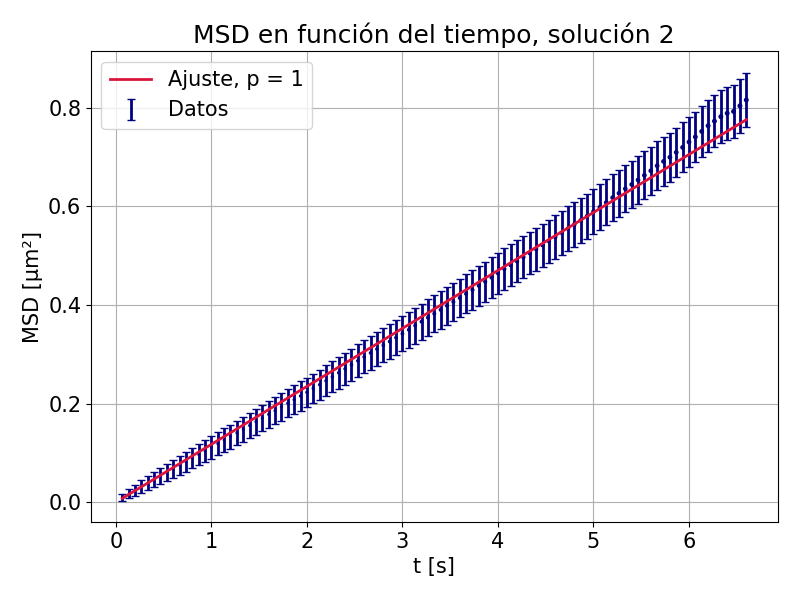 MSD en función del tiempo, solución 2
Ajuste, p = 1
Datos
MSD [μm²]
0.8
0.6
0.4
0.2
0.0
0 1 2 3 4 5 6
t [s]